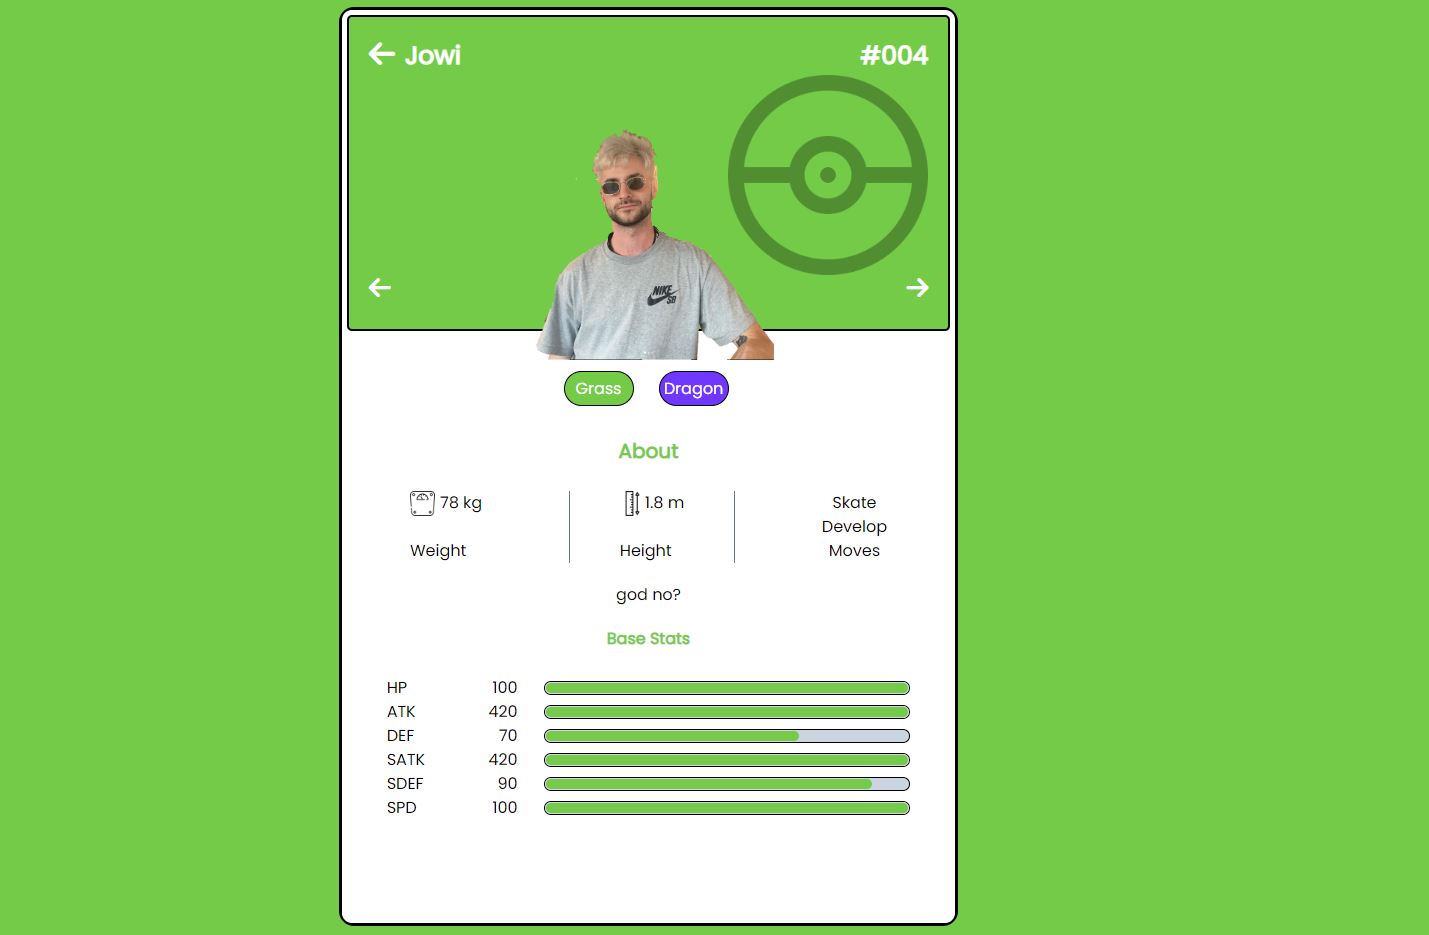 Jowi #004
NIKE
SB
Grass Dragon
About
78 kg 1.8 m Skate
Develop
Weight Height Moves
god no?
Base Stats
HP 100
ATK 420
DEF 70
SATK 420
SDEF 90
SPD 100